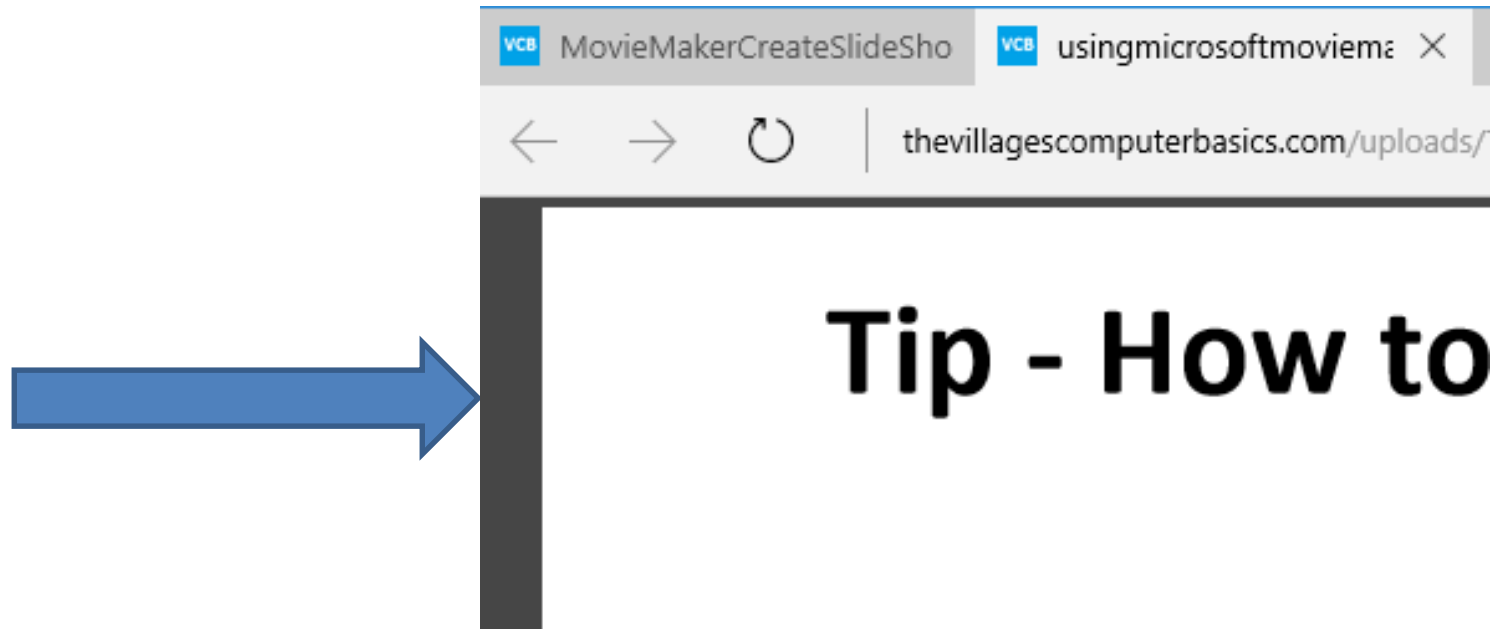 VCB MovieMakerCreateSlideSho VCB usingmicrosoftmoviema
thevillagescomputerbasics.com/uploads/
Tip - How to